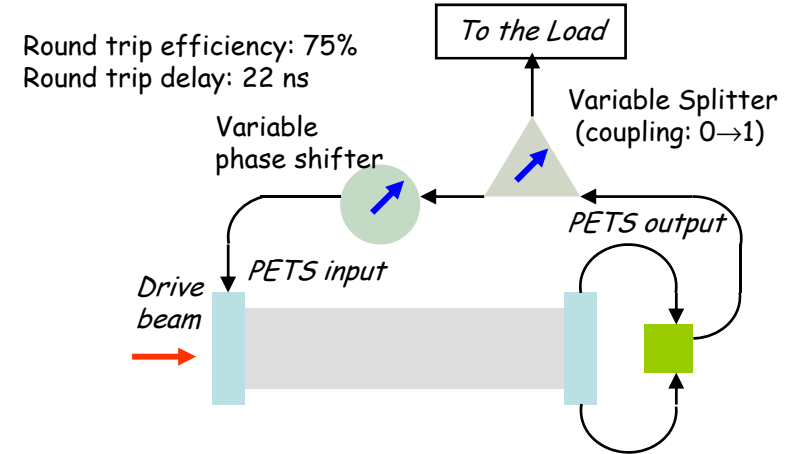 Round trip efficiency: 75%
Round trip delay: 22 ns
To the Load
Variable Splitter
(coupling: 0→1)
Variable
phase shifter
PETS output
PETS input
Drive
beam